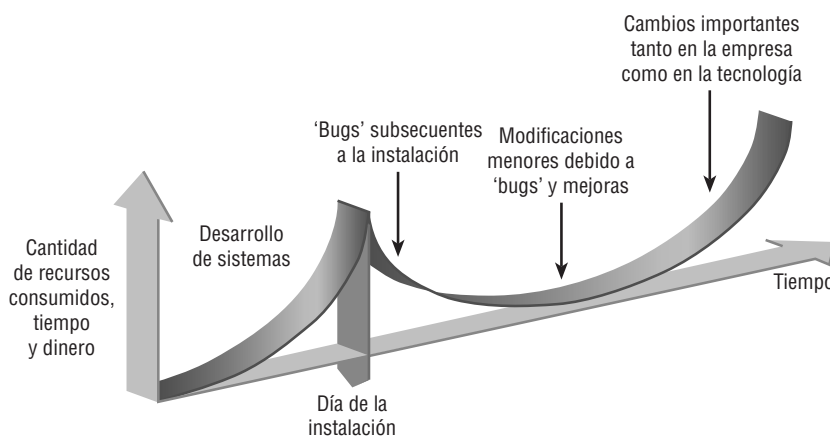 Cambios importantes
tanto en la empresa
como en la tecnología
‘Bugs’ subsecuentes
a la instalación
Modificaciones
menores debido a
‘bugs’ y mejoras
Desarrollo
de sistemas
Cantidad
de recursos
consumidos,
tiempo
y dinero
Tiempo
Día de la
instalación